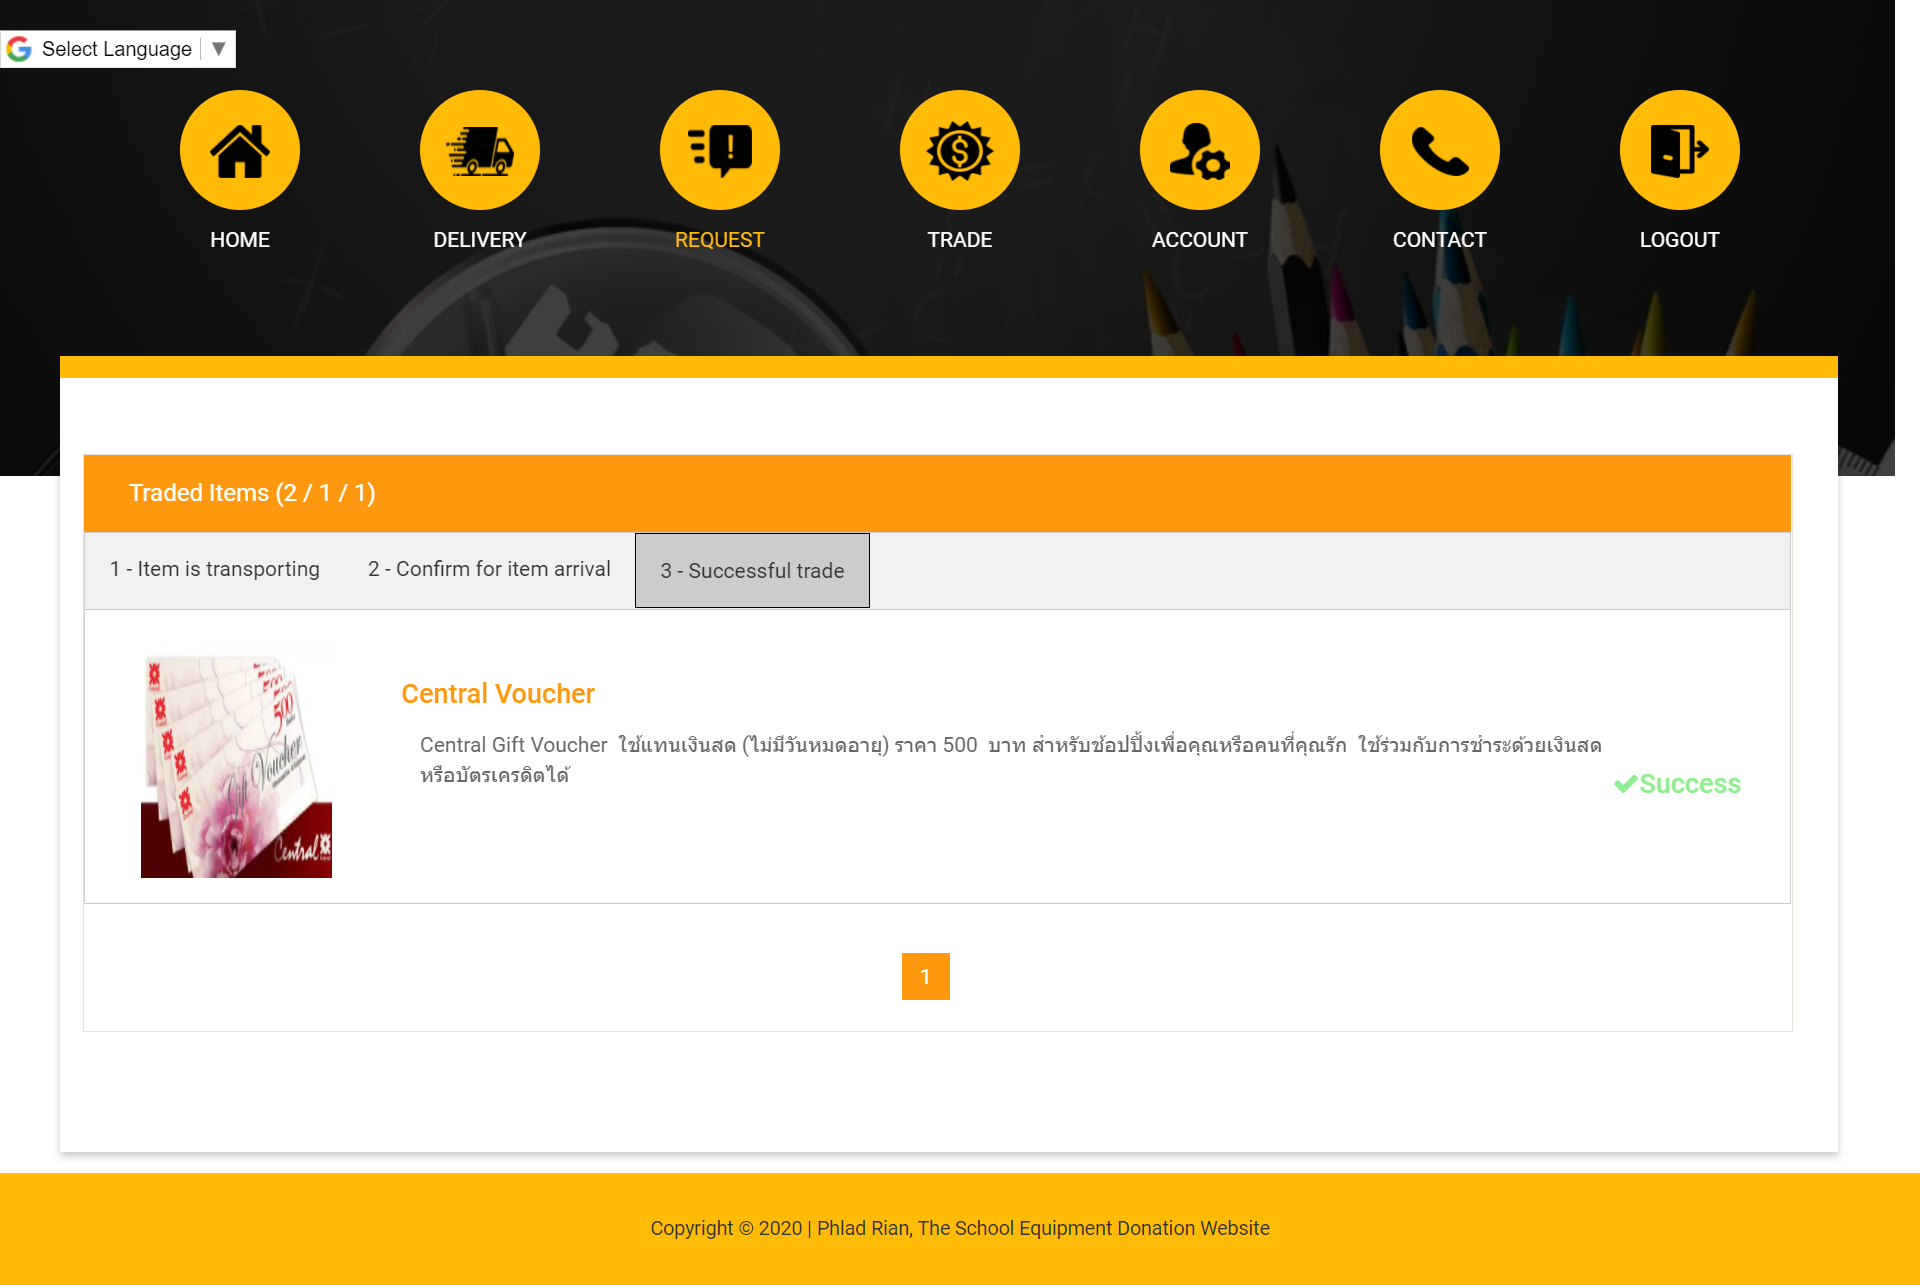 Select Language ▼
HOME
DELIVERY
REQUEST
TRADE
ACCOUNT
CONTACT
LOGOUT
Traded Items (2 / 1 / 1)
1 - Item is transporting
2 - Confirm for item arrival
3 - Successful trade
500
Gift Voucher
Central
Central Voucher
Central Gift Voucher ใช้แทนเงินสด (ไม่มีวันหมดอายุ) ราคา 500 บาท สำหรับช้อปปิ้งเพื่อคุณหรือคนที่คุณรัก ใช้ร่วมกับการชำระด้วยเงินสด
หรือบัตรเครดิตได้
Success
1
Copyright © 2020 | Phlad Rian, The School Equipment Donation Website